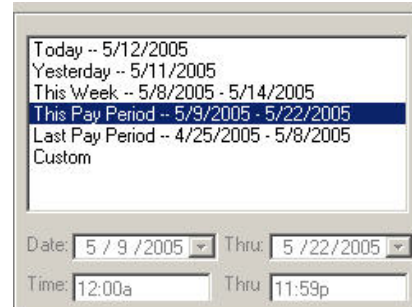 Today -- 5/12/2005
Yesterday -- 5/11/2005
This Week -- 5/8/2005 - 5/14/2005
This Pay Period -- 5/9/2005 - 5/22/2005
Last Pay Period -- 4/25/2005 - 5/8/2005
Custom
Date: 5 / 9 /2005 Thru: 5 /22/2005
Time: 12:00a Thru 11:59p